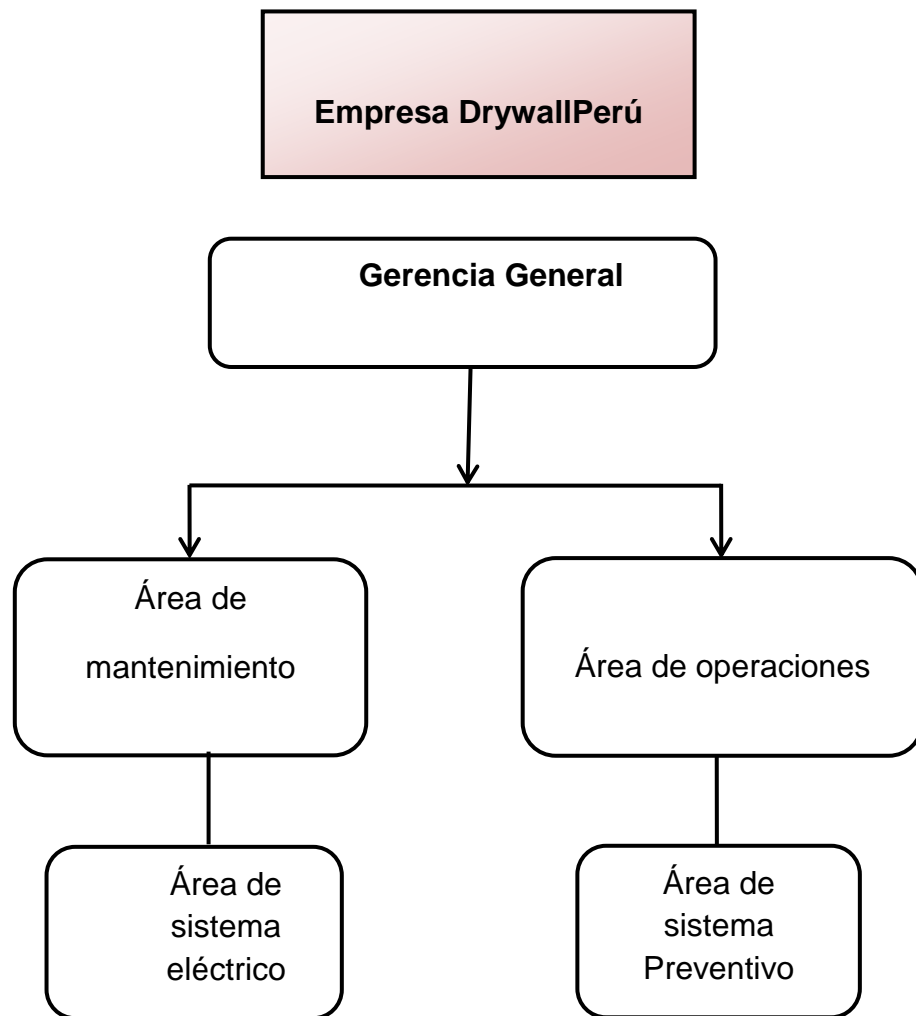 Empresa DrywallPerú
Gerencia General
Área de
mantenimiento
Área de operaciones
Área de
sistema
eléctrico
Área de
sistema
Preventivo